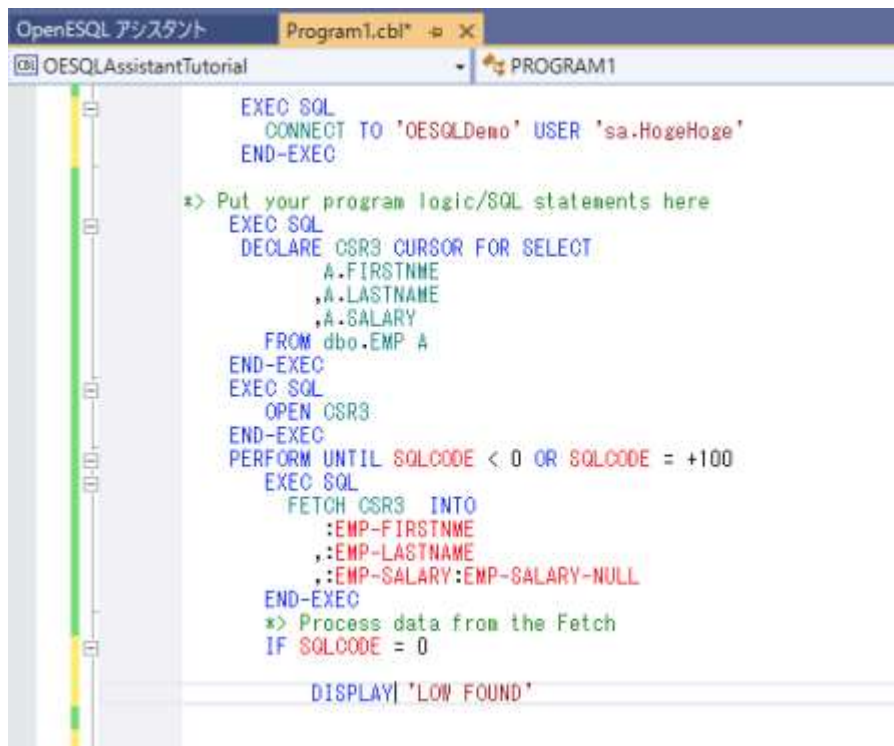 OpenESQL アシスタント Program1.cbl*
OESQLAssistantTutorial PROGRAM1
EXEC SQL
CONNECT TO 'OESQLDemo' USER 'sa.HogeHoge'
END-EXEC
*> Put your program logic/SQL statements here
EXEC SQL
DECLARE CSR3 CURSOR FOR SELECT
A.FIRSTNME
,A.LASTNAME
,A.SALARY
FROM dbo.EMP A
END-EXEC
EXEC SQL
OPEN CSR3
END-EXEC
PERFORM UNTIL SQLCODE < 0 OR SQLCODE = +100
EXEC SQL
FETCH CSR3 INTO
:EMP-FIRSTNME
,:EMP-LASTNAME
,:EMP-SALARY:EMP-SALARY-NULL
END-EXEC
*> Process data from the Fetch
IF SQLCODE = 0
DISPLAY 'LOW FOUND'